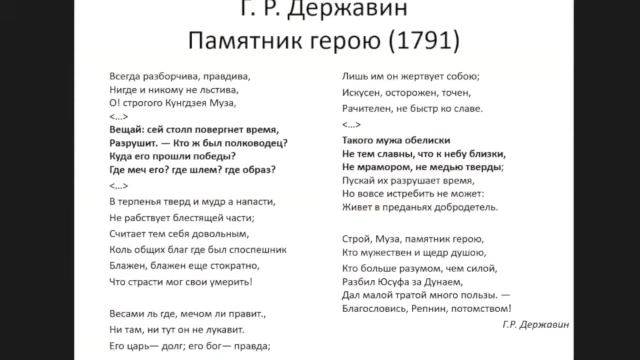 Г. Р. Державин
Памятник герою (1791)
Всегда разборчива, правдива,
Нигде и никому не льстива,
О! строгого Кунгдзея Муза,
<...>
Вещай: сей столп повергнет время,
Разрушит. — Кто ж был полководец?
Куда его прошли победы?
Где меч его? где шлем? где образ?
<...>
В терпенья тверд и мудр а напасти,
Не рабствует блестящей части;
Считает тем себя довольным,
Коль общих благ где был споспешник
Блажен, блажен еще стократно,
Что страсти мог свои умерить!
Весами ль где, мечом ли правит.,
Ни там, ни тут он не лукавит.
Его царь— долг; его бог— правда;
Лишь им он жертвует собою;
Искусен, осторожен, точен,
Рачителен, не быстр ко славе.
<...>
Такого мужа обелиски
Не тем славны, что к небу близки,
Не мрамором, не медью тверды;
Пускай их разрушает время,
Но вовсе истребить не может:
Живет в преданьях добродетель.
Строй, Муза, памятник герою,
Кто мужествен и щедр душою,
Кто больше разумом, чем силой,
Разбил Юсуфа за Дунаем,
Дал малой тратой много пользы. —
Благословись, Репнин, потомством!
Г.Р. Державин